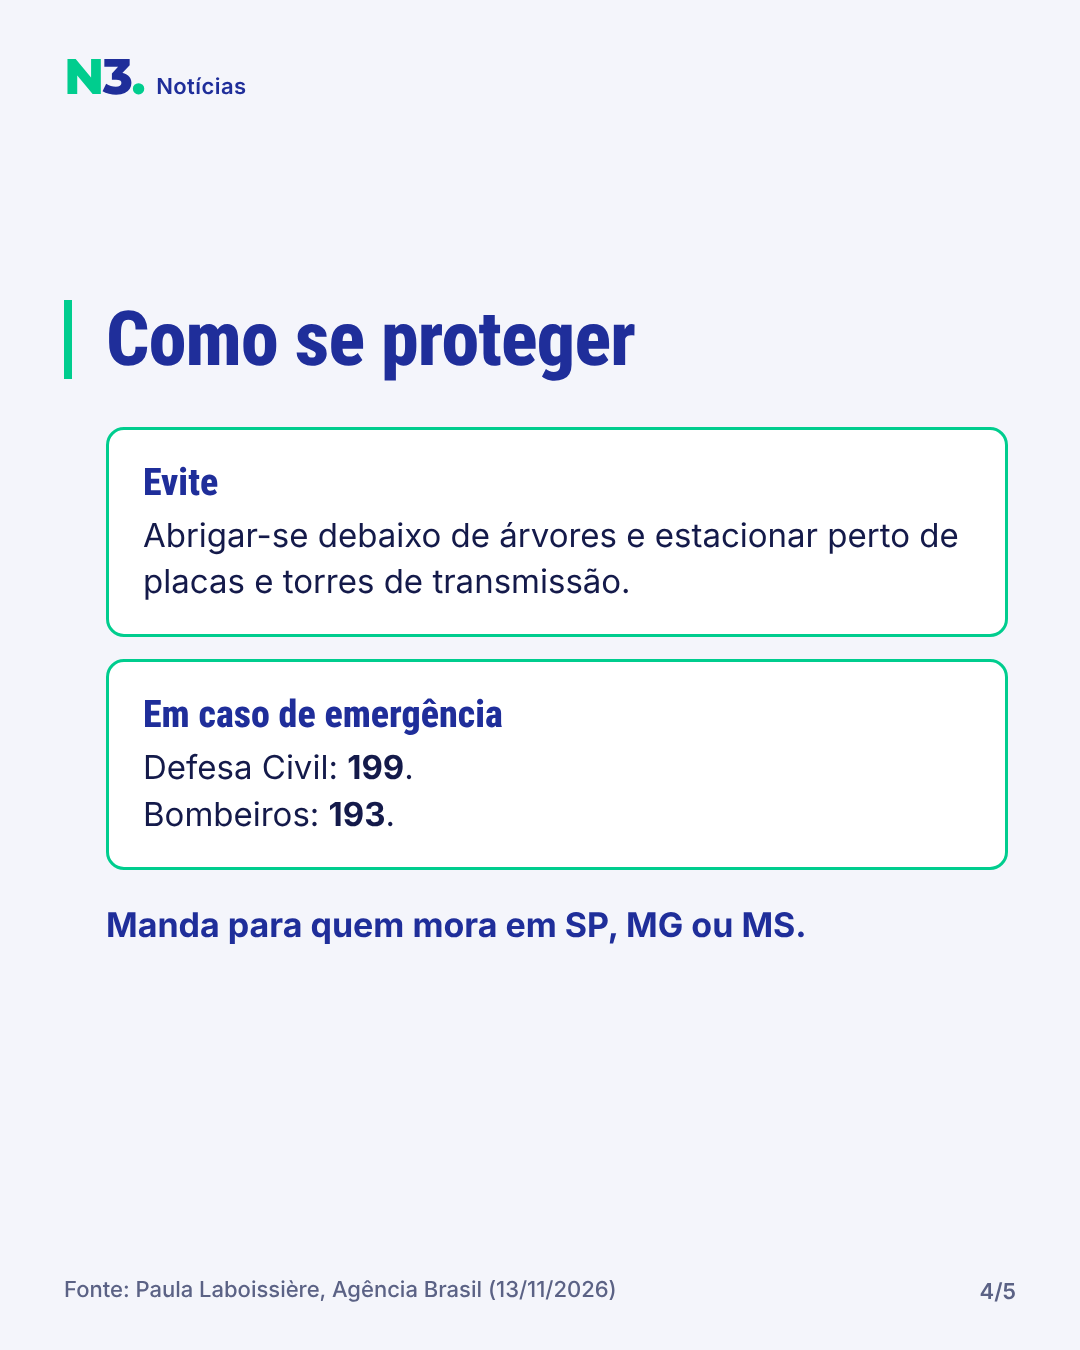 N3. Notícias
Como se proteger
Evite
Abrigar-se debaixo de árvores e estacionar perto de
placas e torres de transmissão.
Em caso de emergência
Defesa Civil: 199.
Bombeiros: 193.
Manda para quem mora em SP, MG ou MS.
Fonte: Paula Laboissière, Agência Brasil (13/11/2026)
4/5